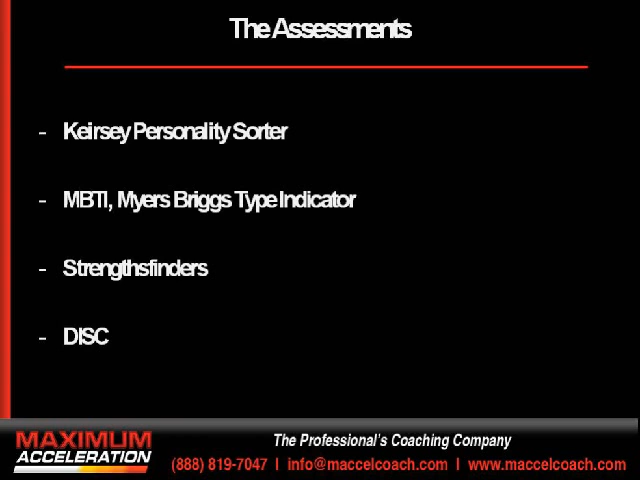 The Assessments
- Keirsey Personality Sorter
- MBTI, Myers Briggs Type Indicator
- Strengthsfinders
- DISC
MAXIMUM
ACCELERATION
The Professional's Coaching Company
(888) 819-7047 | info@maccelcoach.com | www.maccelcoach.com